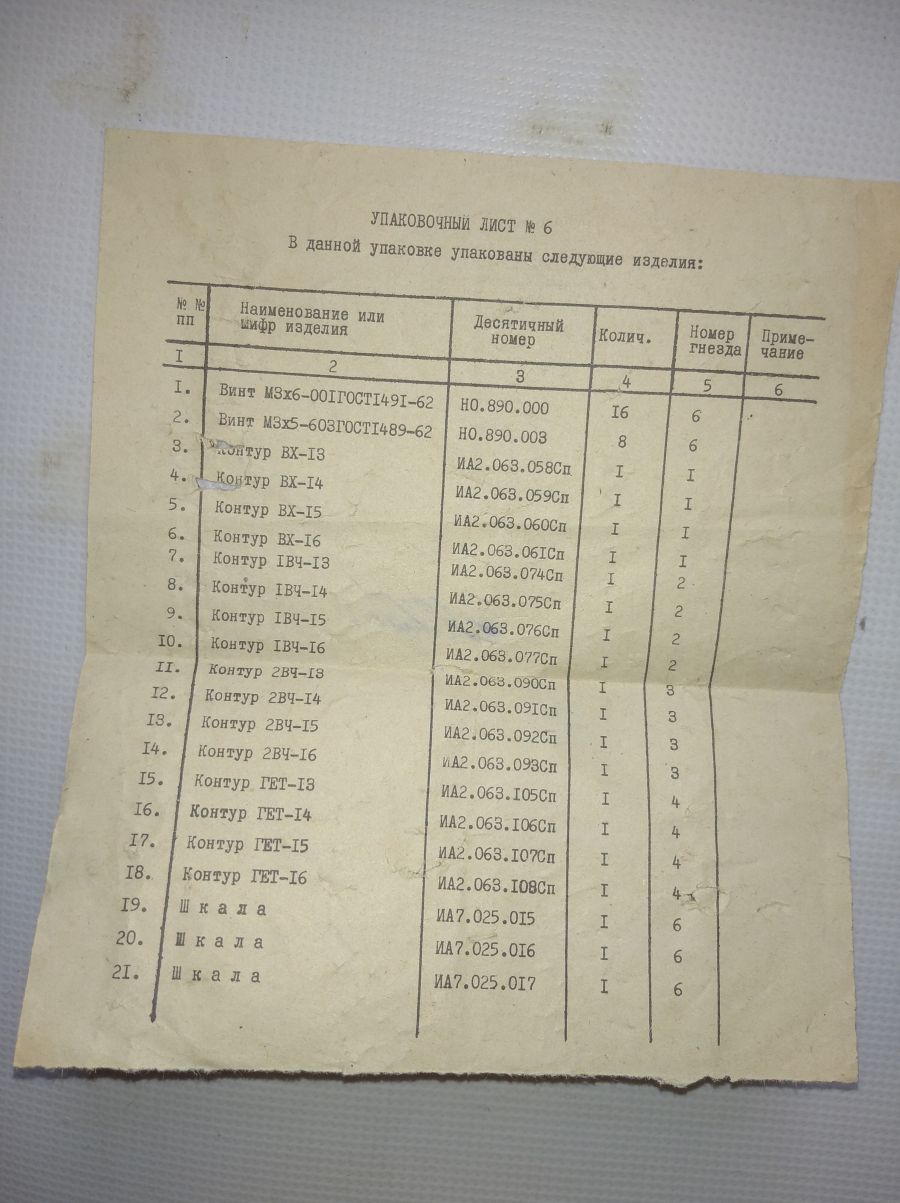 УПАКОВОЧНЫЙ ЛИСТ № 6
В данной упаковке упакованы следующие изделия:
№ № пп Наименование или шифр изделия Десятичный номер Колич. Номер гнезда Приме-чание
I 2 3 4 5 6
I. Винт М3х6-00IГОСТI49I-62 НО.890.000 I6 6
2. Винт М3х5-603ГОСТI489-62 НО.890.003 8 6
3. Контур ВХ-I3 ИА2.063.058Сп I I
4. Контур ВХ-I4 ИА2.063.059Сп I I
5. Контур ВХ-I5 ИА2.063.060Сп I I
6. Контур ВХ-I6 ИА2.063.06IСп I I
7. Контур IВЧ-I3 ИА2.063.074Сп I 2
8. Контур IВЧ-I4 ИА2.063.075Сп I 2
9. Контур IВЧ-I5 ИА2.063.076Сп I 2
I0. Контур IВЧ-I6 ИА2.063.077Сп I 2
II. Контур 2ВЧ-I3 ИА2.063.090Сп I 3
I2. Контур 2ВЧ-I4 ИА2.063.09IСп I 3
I3. Контур 2ВЧ-I5 ИА2.063.092Сп I 3
I4. Контур 2ВЧ-I6 ИА2.063.093Сп I 3
I5. Контур ГЕТ-I3 ИА2.063.I05Сп I 4
I6. Контур ГЕТ-I4 ИА2.063.I06Сп I 4
I7. Контур ГЕТ-I5 ИА2.063.I07Сп I 4
I8. Контур ГЕТ-I6 ИА2.063.I08Сп I 4
I9. Ш к а л а ИА7.025.0I5 I 6
20. Ш к а л а ИА7.025.0I6 I 6
2I. Ш к а л а ИА7.025.0I7 I 6